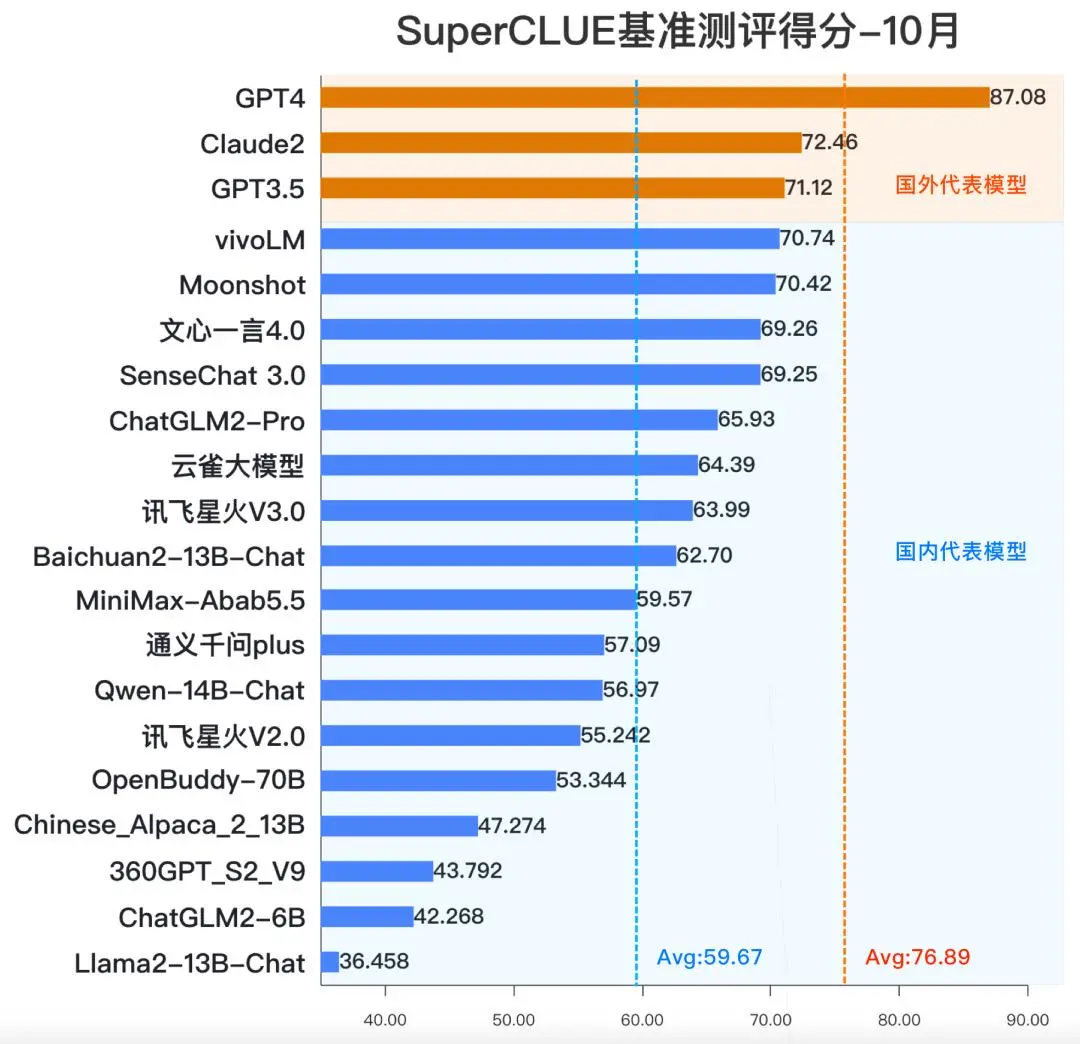 SuperCLUE基准测评得分-10月
GPT4 87.08
Claude2 72.46
GPT3.5 71.12
国外代表模型
vivoLM 70.74
Moonshot 70.42
文心一言4.0 69.26
SenseChat 3.0 69.25
ChatGLM2-Pro 65.93
云雀大模型 64.39
讯飞星火V3.0 63.99
Baichuan2-13B-Chat 62.70
国内代表模型
MiniMax-Abab5.5 59.57
通义千问plus 57.09
Qwen-14B-Chat 56.97
讯飞星火V2.0 55.242
OpenBuddy-70B 53.344
Chinese_Alpaca_2_13B 47.274
360GPT_S2_V9 43.792
ChatGLM2-6B 42.268
Llama2-13B-Chat 36.458
Avg:59.67 Avg:76.89
40.00 50.00 60.00 70.00 80.00 90.00